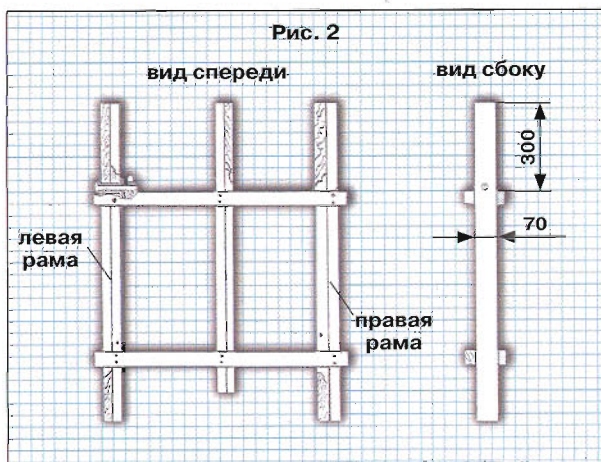 Рис. 2
вид спереди
вид сбоку
300
70
левая
рама
правая
рама